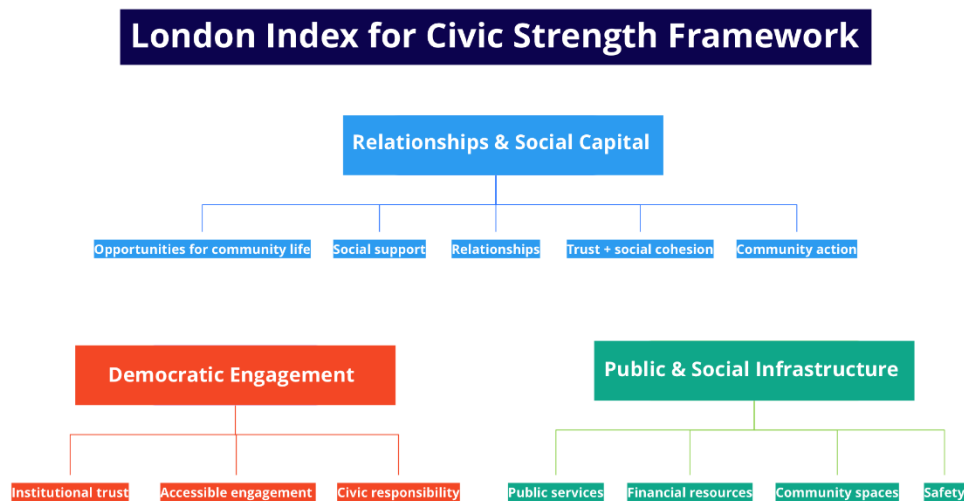 London Index for Civic Strength Framework
Relationships & Social Capital
Opportunities for community life
Social support
Relationships
Trust + social cohesion
Community action
Democratic Engagement
Institutional trust
Accessible engagement
Civic responsibility
Public & Social Infrastructure
Public services
Financial resources
Community spaces
Safety